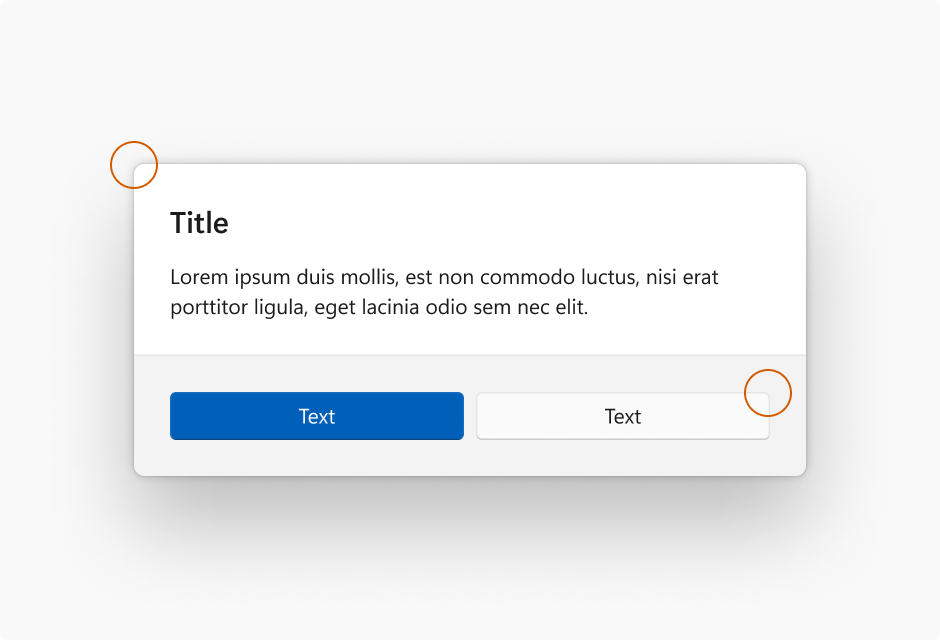 Title
Lorem ipsum duis mollis, est non commodo luctus, nisi erat
porttitor ligula, eget lacinia odio sem nec elit.
Text
Text